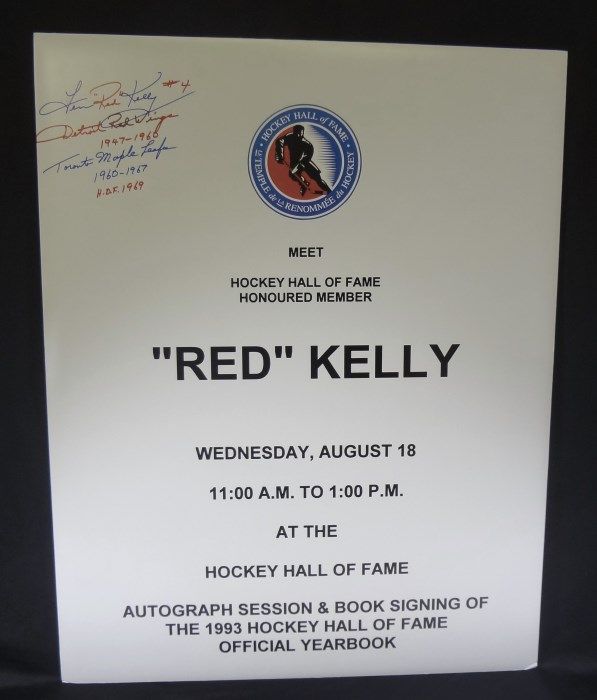 Len "Red" Kelly #4
Detroit Red Wings
1947-1960
Toronto Maple Leafs
1960-1967
H.O.F. 1969
HOCKEY HALL of FAME
LE TEMPLE de LA RENOMMÉE du HOCKEY
MEET
HOCKEY HALL OF FAME
HONOURED MEMBER
"RED" KELLY
WEDNESDAY, AUGUST 18
11:00 A.M. TO 1:00 P.M.
AT THE
HOCKEY HALL OF FAME
AUTOGRAPH SESSION & BOOK SIGNING OF
THE 1993 HOCKEY HALL OF FAME
OFFICIAL YEARBOOK